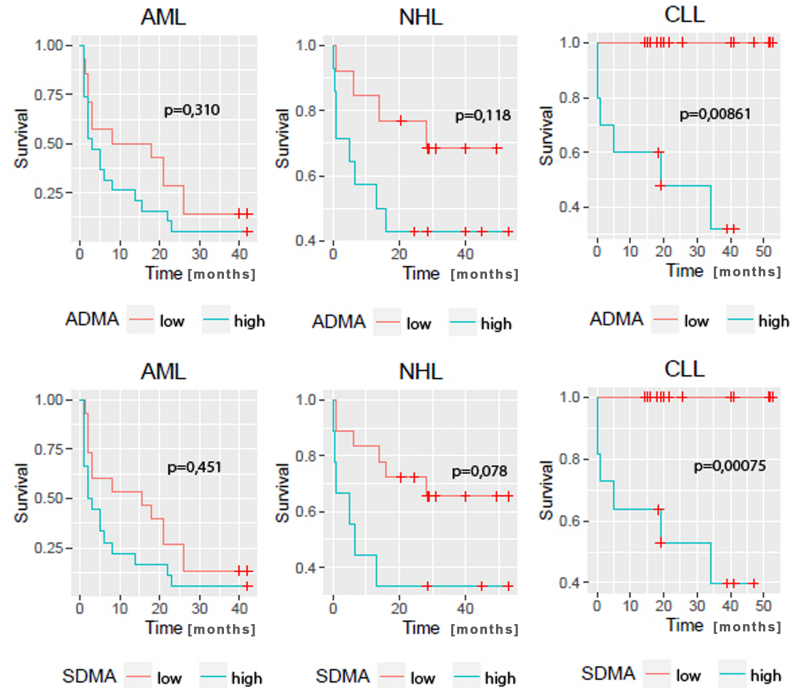 AML
NHL
CLL
Survival
1.00
0.75
0.50
0.25
p=0,310
0
10
20
30
40
Time [months]
Survival
1.0
0.8
0.6
0.4
p=0,118
0
20
40
Time [months]
Survival
1.0
0.8
0.6
0.4
p=0,00861
0
10
20
30
40
50
Time [months]
ADMA low high
ADMA low high
ADMA low high
AML
NHL
CLL
Survival
1.00
0.75
0.50
0.25
p=0,451
0
10
20
30
40
Time [months]
Survival
1.0
0.8
0.6
0.4
p=0,078
0
20
40
Time [months]
Survival
1.0
0.8
0.6
0.4
p=0,00075
0
10
20
30
40
50
Time [months]
SDMA low high
SDMA low high
SDMA low high